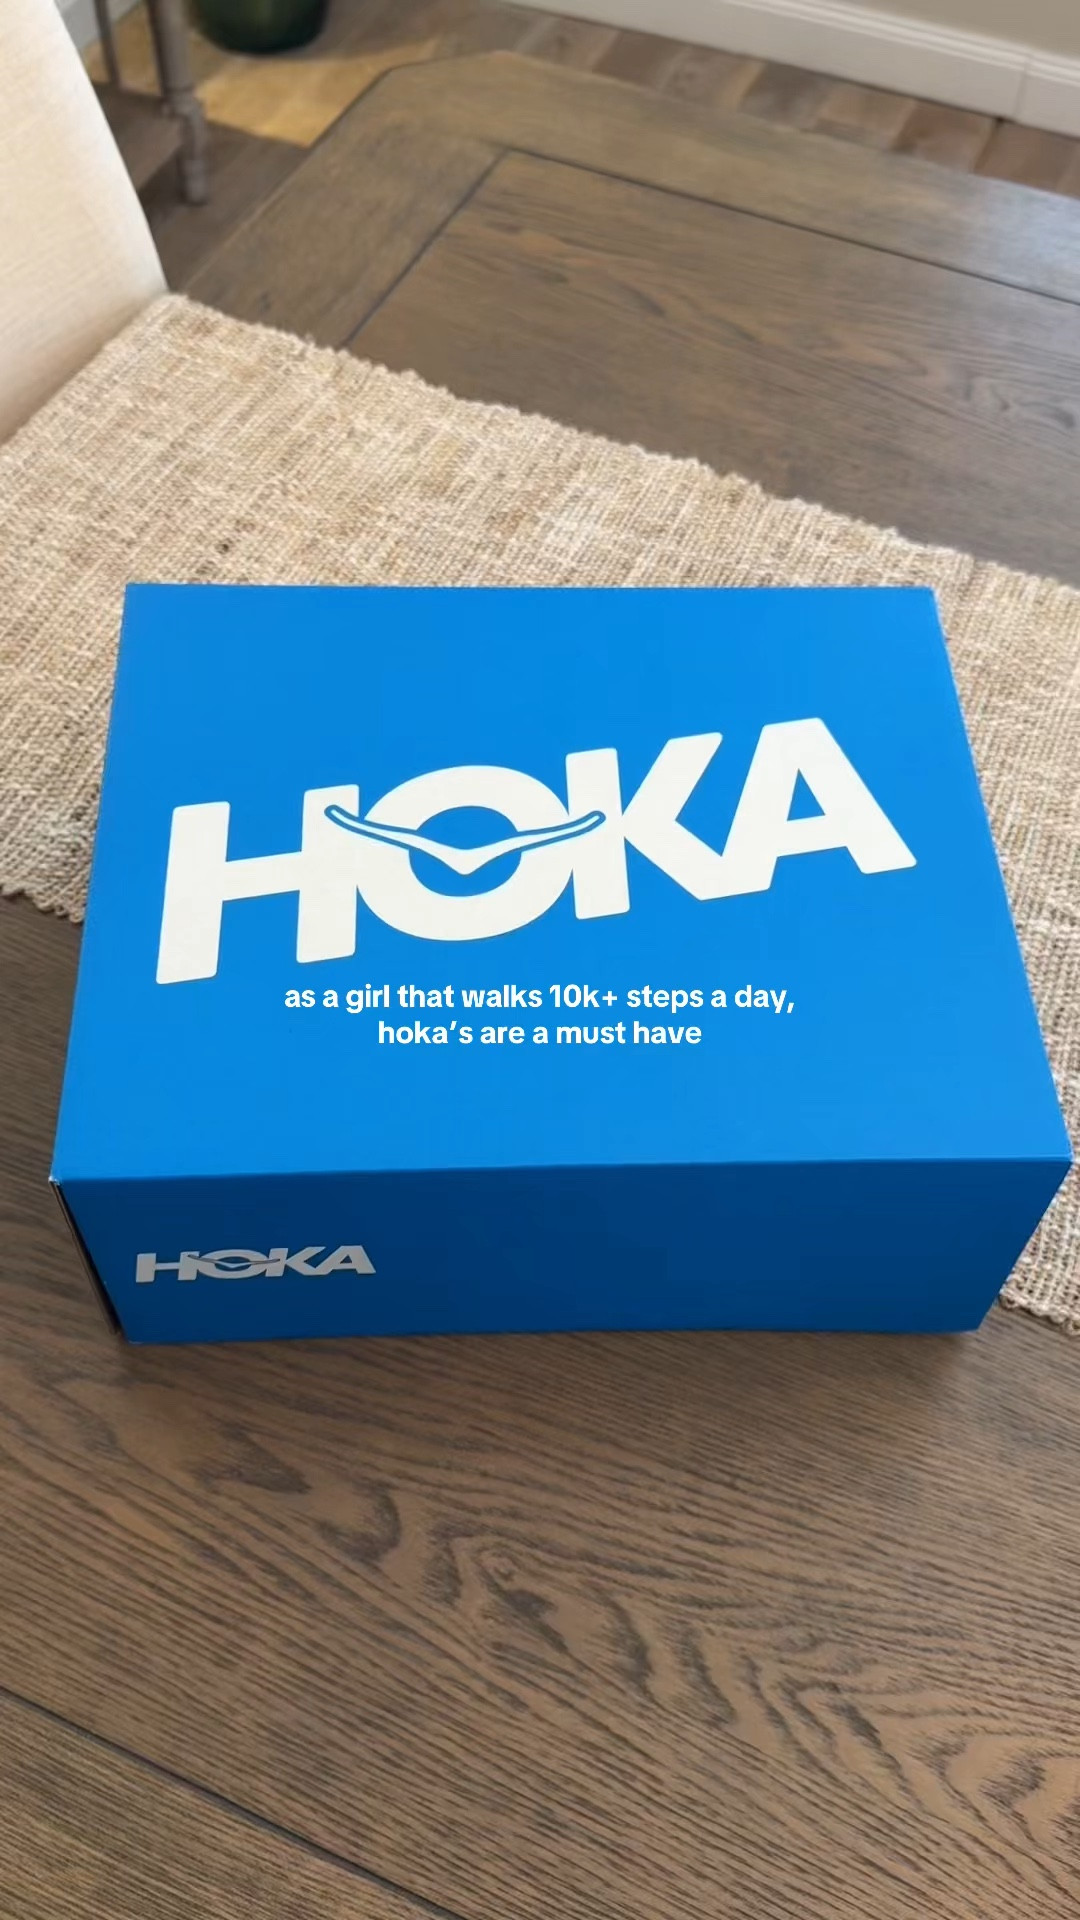 HOKA
as a girl that walks 10k+ steps a day,
hoka’s are a must have
HOKA